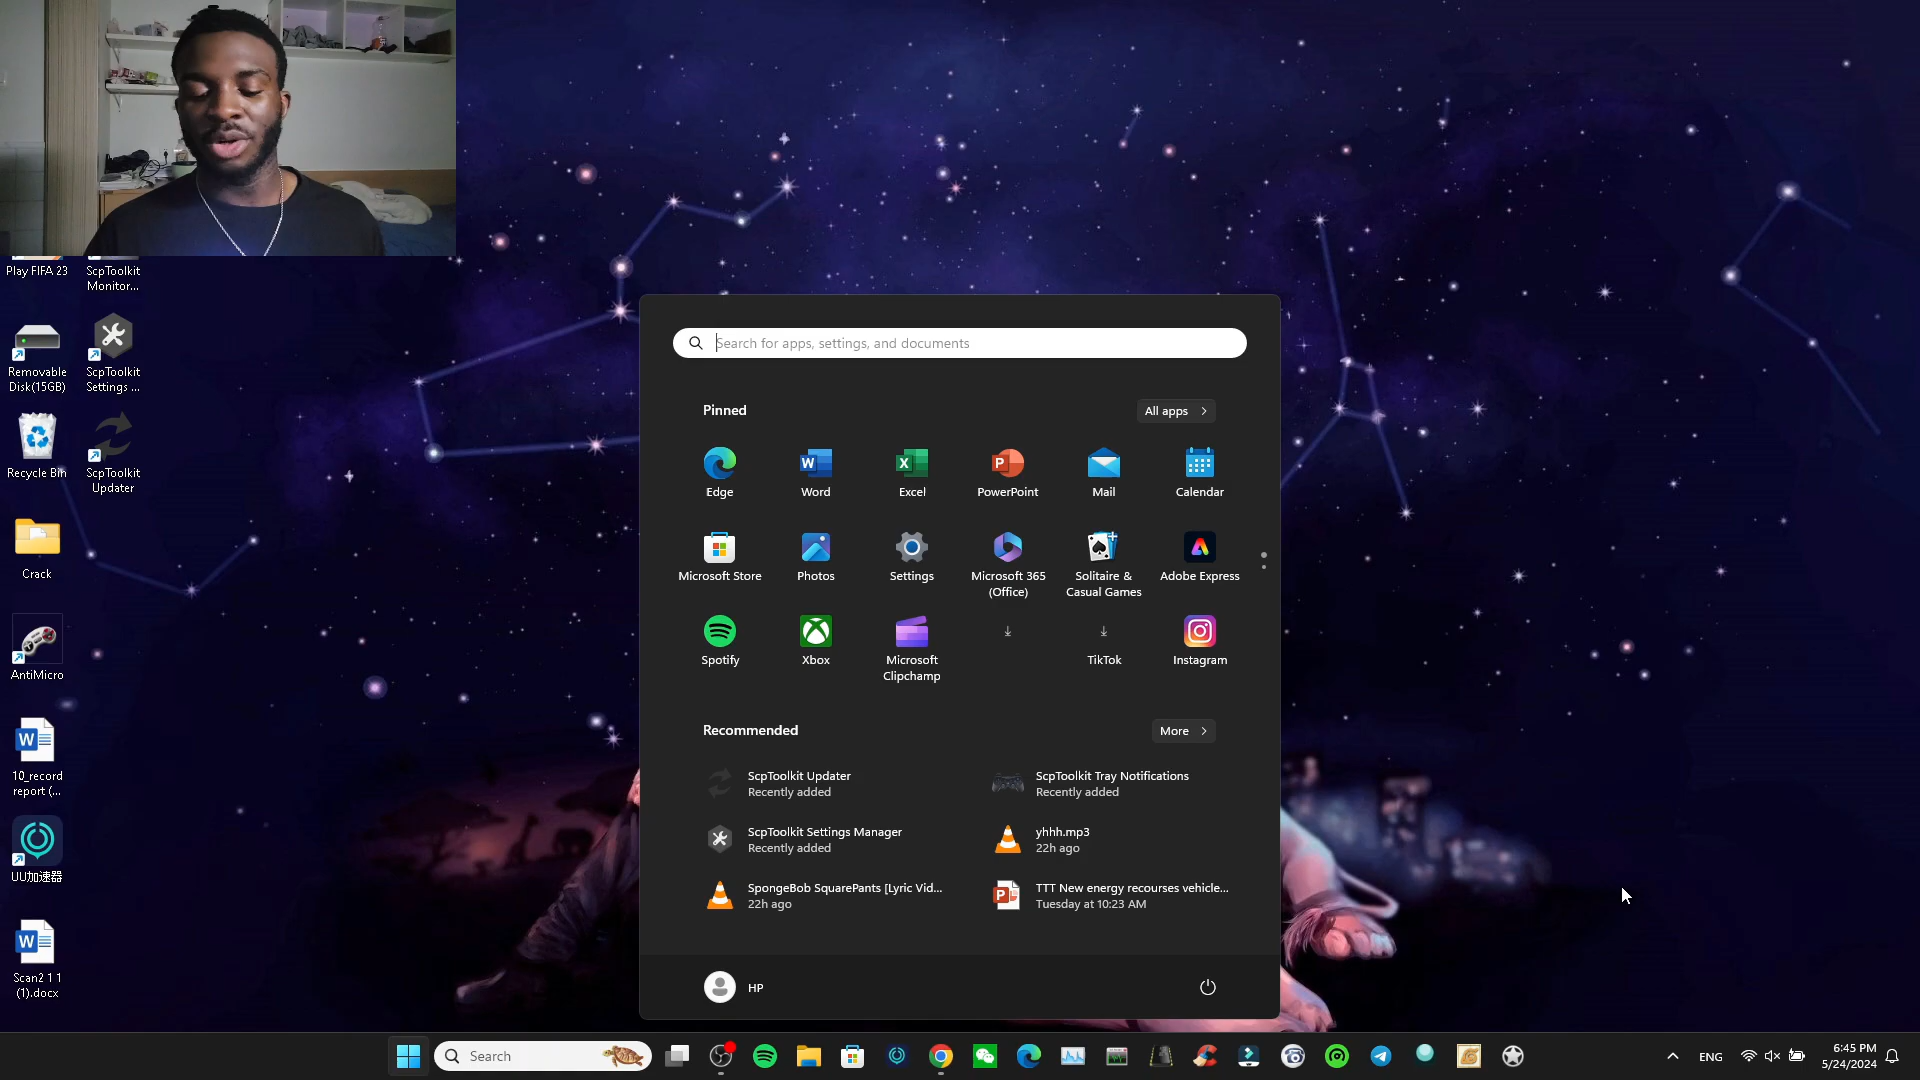 Play FIFA 23
ScpToolkit
Monitor...
Removable
Disk(15GB)
ScpToolkit
Settings ...
Recycle Bin
ScpToolkit
Updater
Crack
AntiMicro
10_record
report (...
UU加速器
Scan2 1 1
(1).docx
Search for apps, settings, and documents
Pinned
All apps
Edge
Word
Excel
PowerPoint
Mail
Calendar
Microsoft Store
Photos
Settings
Microsoft 365
(Office)
Solitaire &
Casual Games
Adobe Express
Spotify
Xbox
Microsoft
Clipchamp
TikTok
Instagram
Recommended
More
ScpToolkit Updater
Recently added
ScpToolkit Tray Notifications
Recently added
ScpToolkit Settings Manager
Recently added
yhhh.mp3
22h ago
SpongeBob SquarePants [Lyric Vid...
22h ago
TTT New energy recourses vehicle...
Tuesday at 10:23 AM
HP
Search
ENG
6:45 PM
5/24/2024